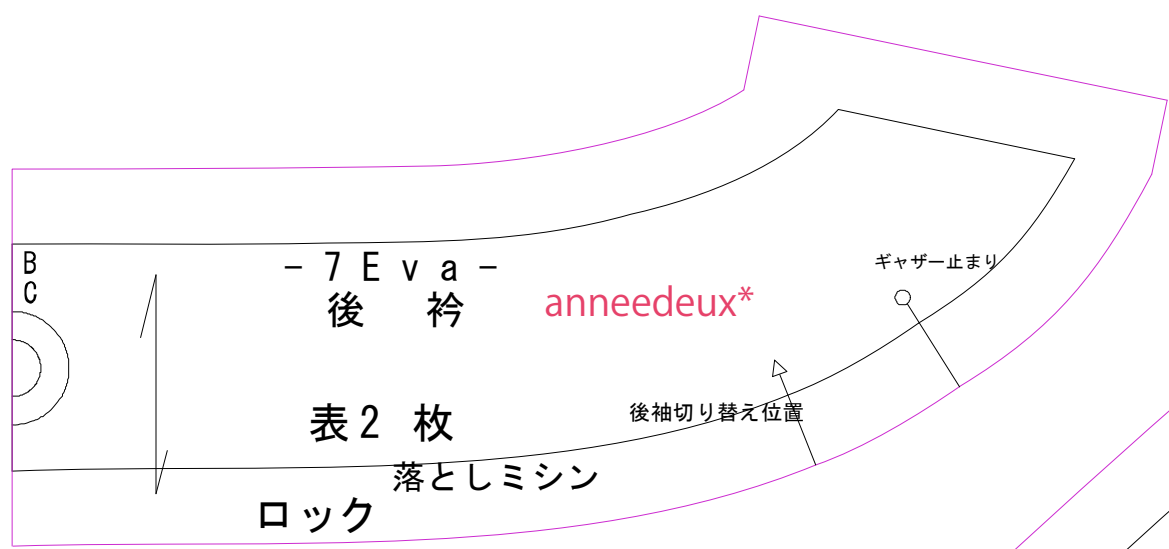 BC
-7Eva-
後 衿
anneedeux*
ギャザー止まり
表2 枚
後袖切り替え位置
落としミシン
ロック